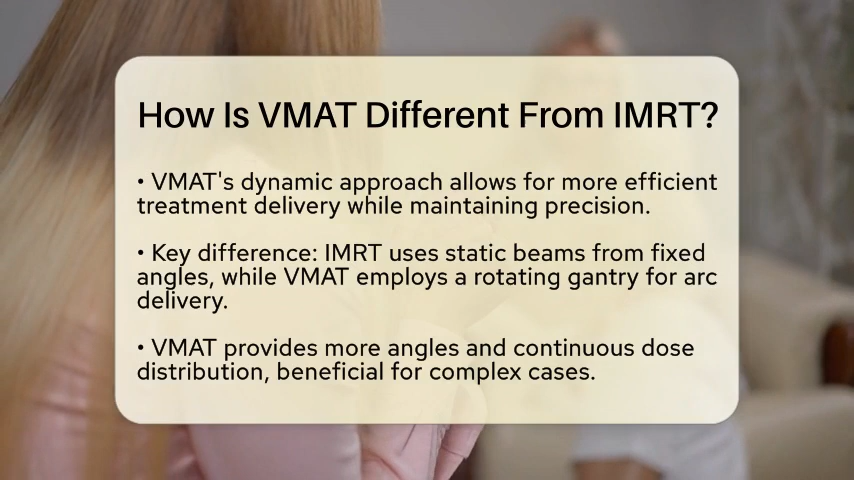 How Is VMAT Different From IMRT?
• VMAT's dynamic approach allows for more efficient
treatment delivery while maintaining precision.
• Key difference: IMRT uses static beams from fixed
angles, while VMAT employs a rotating gantry for arc
delivery.
• VMAT provides more angles and continuous dose
distribution, beneficial for complex cases.